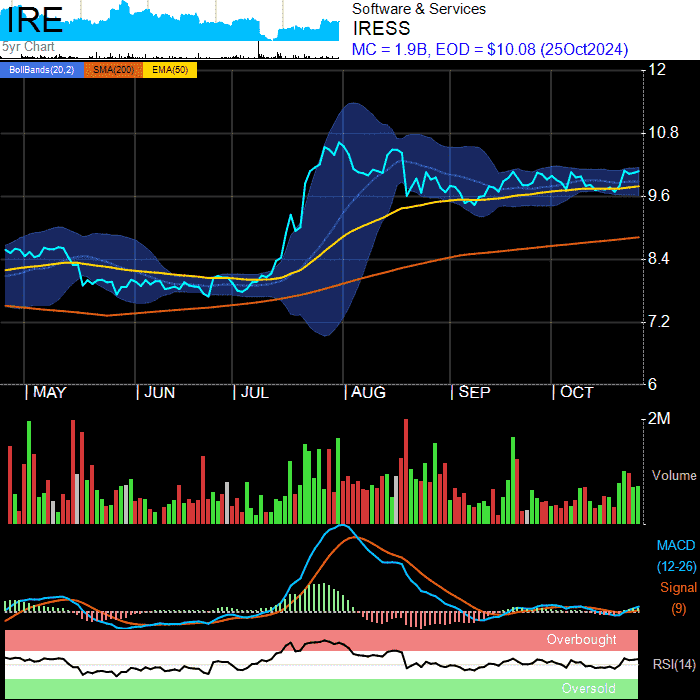 IRE
5yr Chart
Software & Services
IRESS
MC = 1.9B, EOD = $10.08 (25Oct2024)
BollBands(20,2) SMA(200) EMA(50)
12
10.8
9.6
8.4
7.2
6
MAY JUN JUL AUG SEP OCT
2M
Volume
MACD
(12-26)
Signal
(9)
Overbought
RSI(14)
Oversold